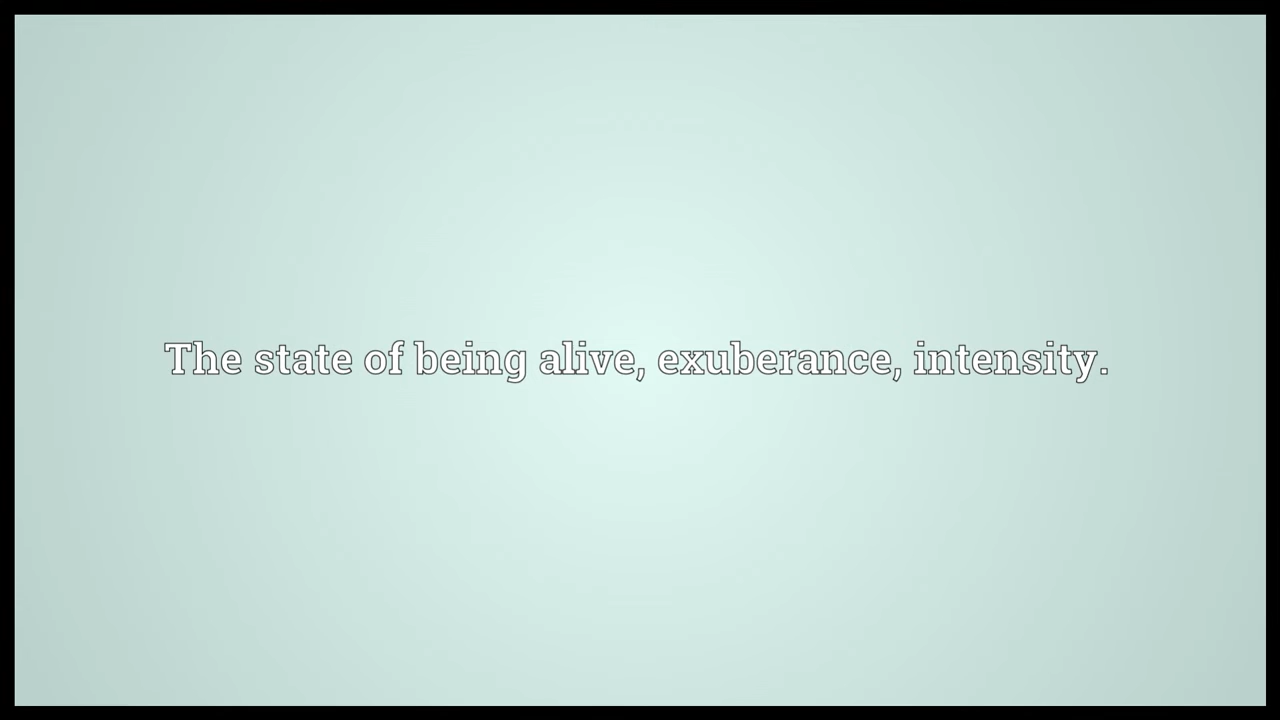 The state of being alive, exuberance, intensity.